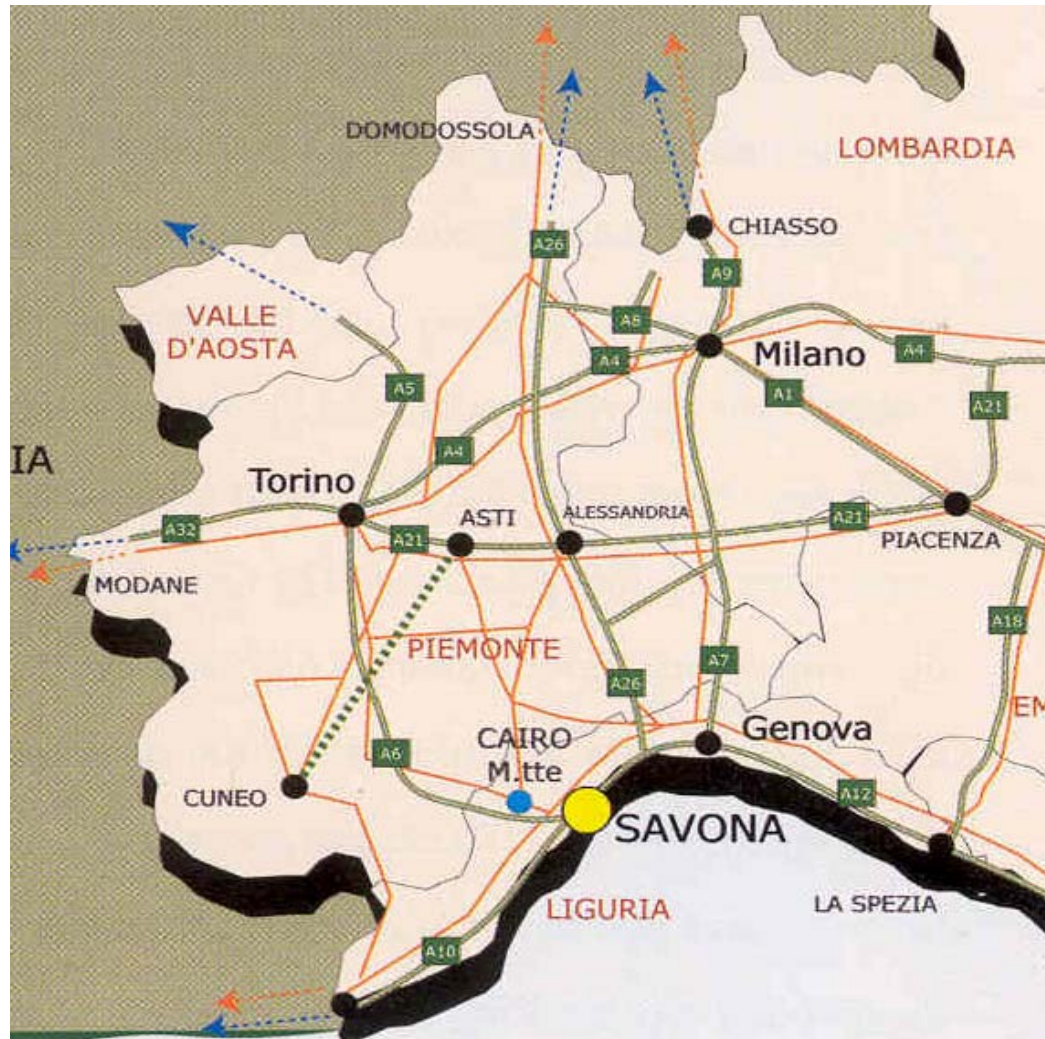 DOMODOSSOLA
LOMBARDIA
A26
CHIASSO
A9
VALLE
D'AOSTA
A8
A4
Milano
A4
A5
A1
A21
A4
IA
Torino
A32
A21
ASTI
ALESSANDRIA
A21
PIACENZA
MODANE
A18
PIEMONTE
A7
A26
EM
A6
CAIRO
M.tte
Genova
CUNEO
A12
SAVONA
LIGURIA
LA SPEZIA
A10